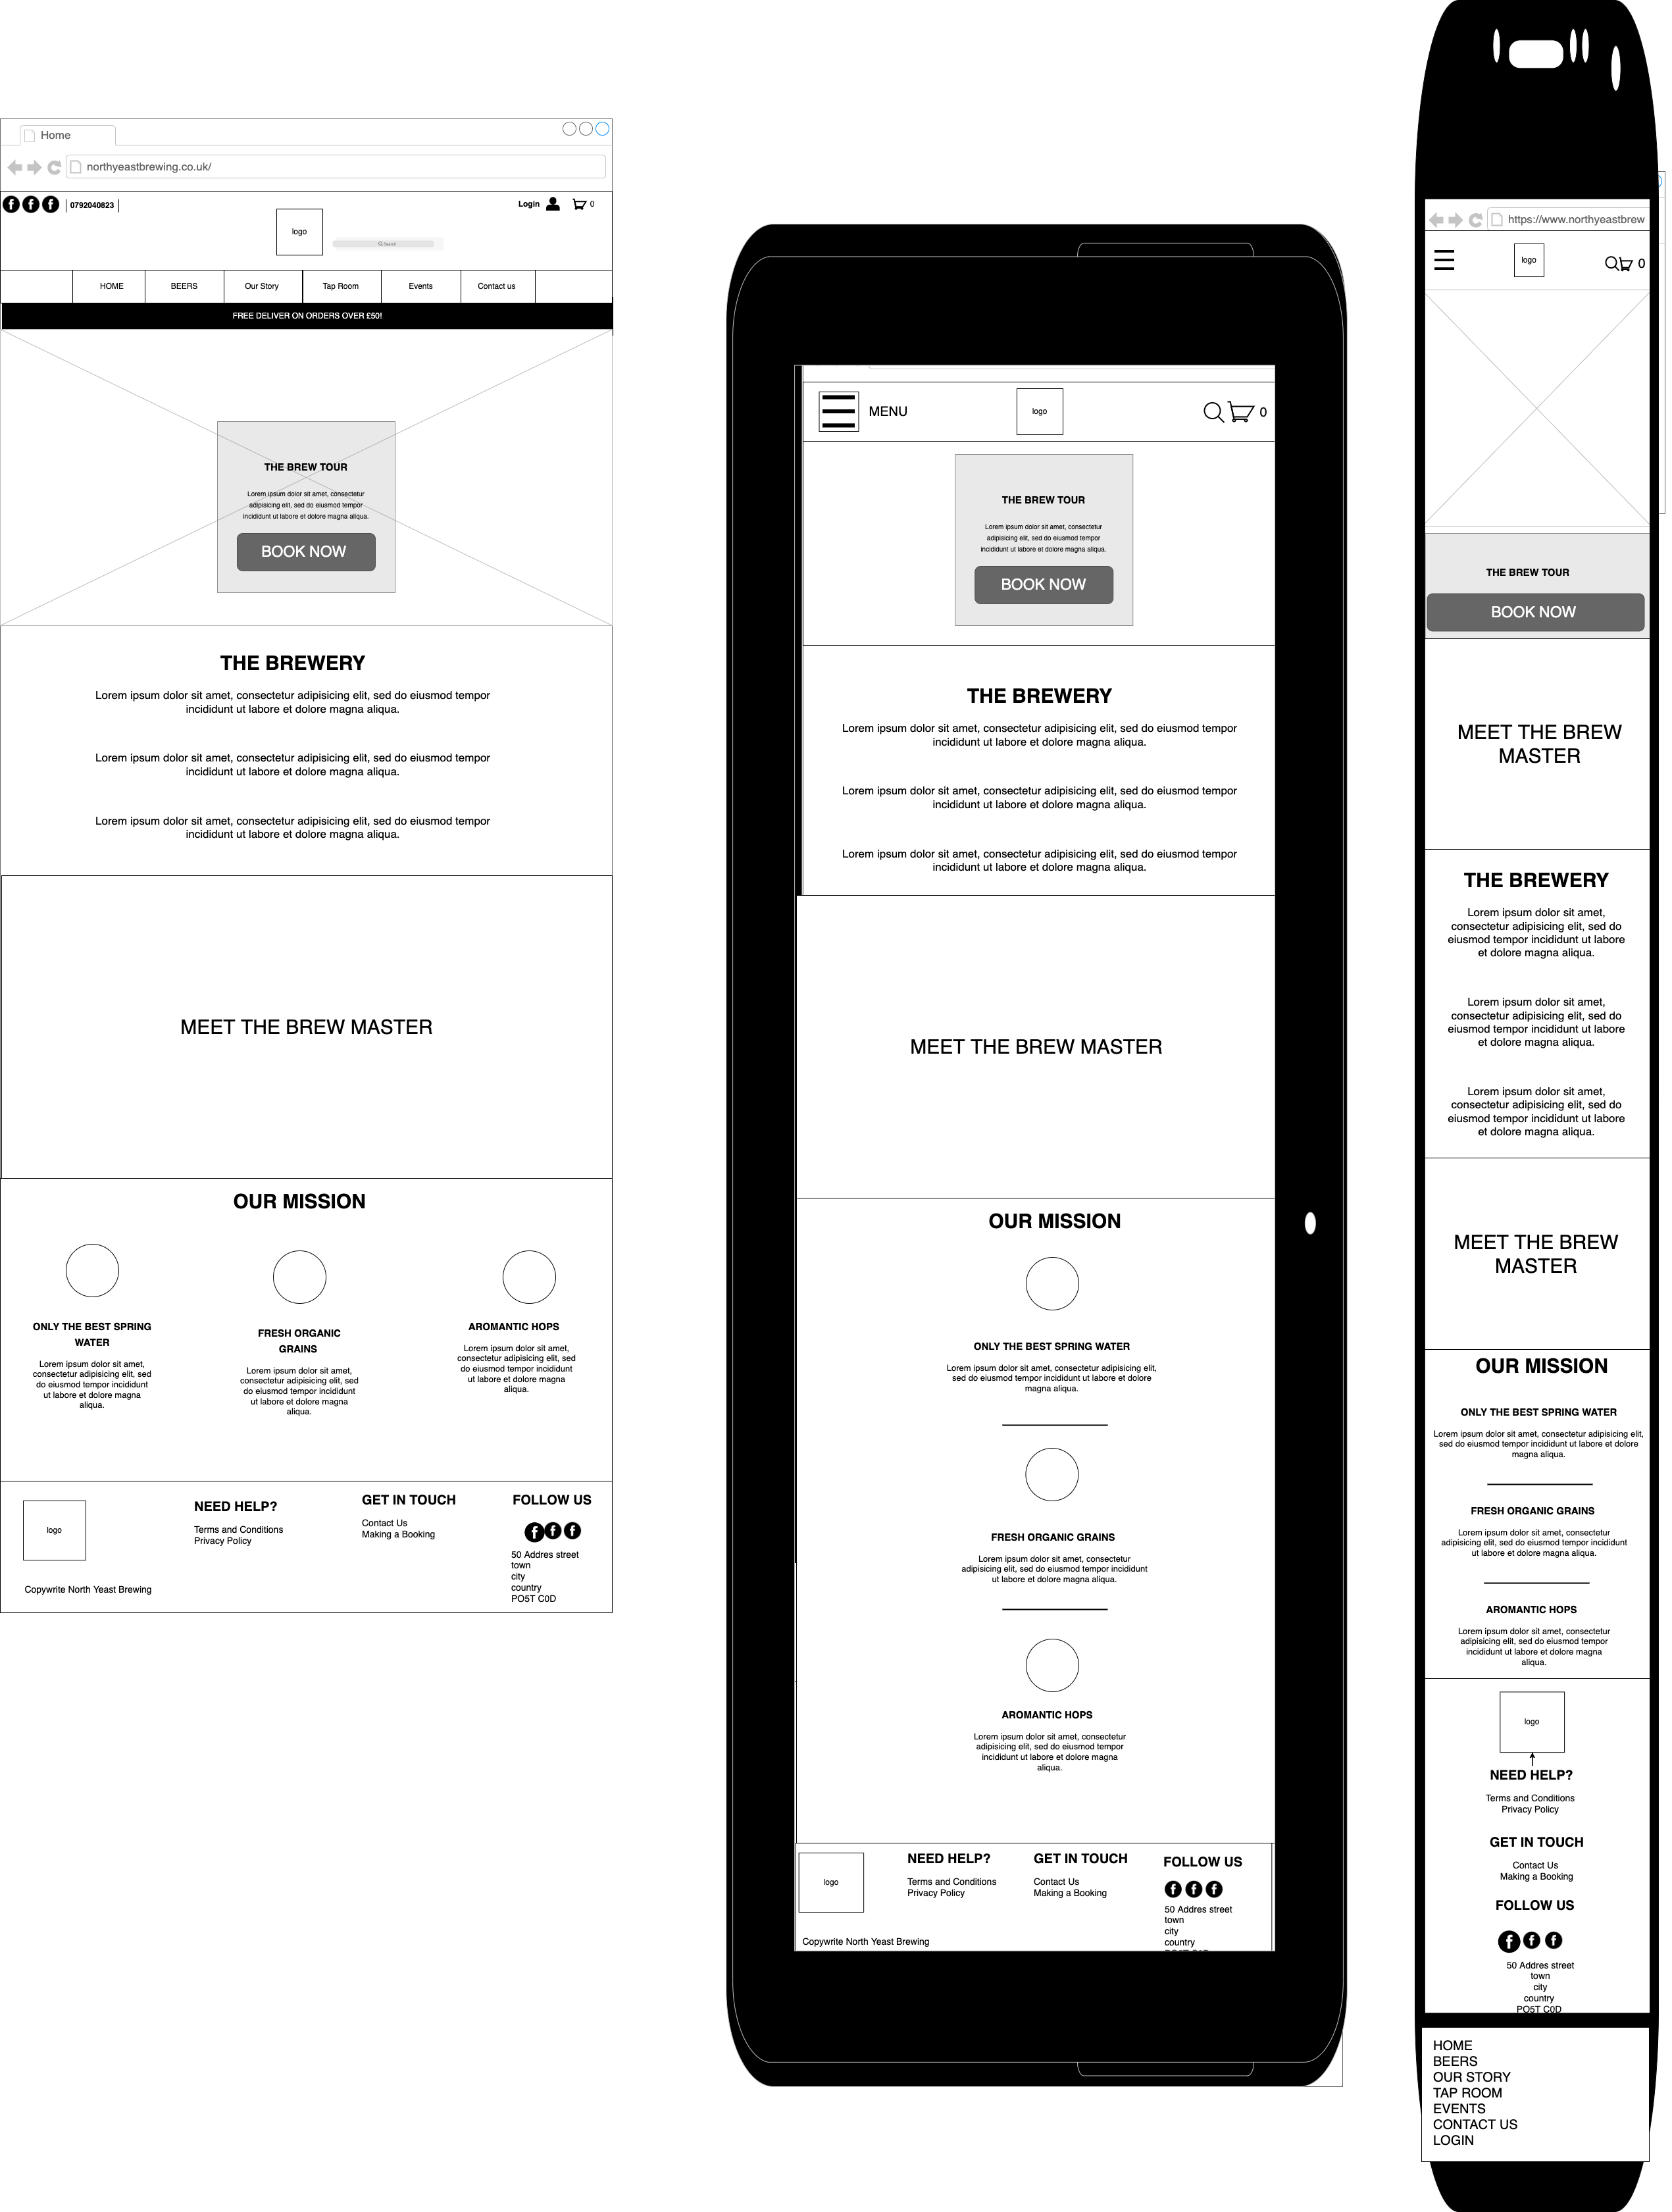 Home
northyeastbrewing.co.uk/
0792040823
Login
0
logo
Search
HOME
BEERS
Our Story
Tap Room
Events
Contact us
FREE DELIVER ON ORDERS OVER £50!
THE BREW TOUR
Lorem ipsum dolor sit amet, consectetur
adipisicing elit, sed do eiusmod tempor
incididunt ut labore et dolore magna aliqua.
BOOK NOW
THE BREWERY
Lorem ipsum dolor sit amet, consectetur adipisicing elit, sed do eiusmod tempor
incididunt ut labore et dolore magna aliqua.
Lorem ipsum dolor sit amet, consectetur adipisicing elit, sed do eiusmod tempor
incididunt ut labore et dolore magna aliqua.
Lorem ipsum dolor sit amet, consectetur adipisicing elit, sed do eiusmod tempor
incididunt ut labore et dolore magna aliqua.
MEET THE BREW MASTER
OUR MISSION
ONLY THE BEST SPRING
WATER
Lorem ipsum dolor sit amet,
consectetur adipisicing elit, sed
do eiusmod tempor incididunt
ut labore et dolore magna
aliqua.
FRESH ORGANIC
GRAINS
Lorem ipsum dolor sit amet,
consectetur adipisicing elit, sed
do eiusmod tempor incididunt
ut labore et dolore magna
aliqua.
AROMANTIC HOPS
Lorem ipsum dolor sit amet,
consectetur adipisicing elit, sed
do eiusmod tempor incididunt
ut labore et dolore magna
aliqua.
logo
Copywrite North Yeast Brewing
NEED HELP?
Terms and Conditions
Privacy Policy
GET IN TOUCH
Contact Us
Making a Booking
FOLLOW US
50 Addres street
town
city
country
PO5T C0D
MENU
logo
0
THE BREW TOUR
Lorem ipsum dolor sit amet, consectetur
adipisicing elit, sed do eiusmod tempor
incididunt ut labore et dolore magna aliqua.
BOOK NOW
THE BREWERY
Lorem ipsum dolor sit amet, consectetur adipisicing elit, sed do eiusmod tempor
incididunt ut labore et dolore magna aliqua.
Lorem ipsum dolor sit amet, consectetur adipisicing elit, sed do eiusmod tempor
incididunt ut labore et dolore magna aliqua.
Lorem ipsum dolor sit amet, consectetur adipisicing elit, sed do eiusmod tempor
incididunt ut labore et dolore magna aliqua.
MEET THE BREW MASTER
OUR MISSION
ONLY THE BEST SPRING WATER
Lorem ipsum dolor sit amet, consectetur adipisicing elit,
sed do eiusmod tempor incididunt ut labore et dolore
magna aliqua.
FRESH ORGANIC GRAINS
Lorem ipsum dolor sit amet, consectetur
adipisicing elit, sed do eiusmod tempor incididunt
ut labore et dolore magna aliqua.
AROMANTIC HOPS
Lorem ipsum dolor sit amet, consectetur
adipisicing elit, sed do eiusmod tempor
incididunt ut labore et dolore magna
aliqua.
logo
Copywrite North Yeast Brewing
NEED HELP?
Terms and Conditions
Privacy Policy
GET IN TOUCH
Contact Us
Making a Booking
FOLLOW US
50 Addres street
town
city
country
https://www.northyeastbrew
logo
0
THE BREW TOUR
BOOK NOW
MEET THE BREW
MASTER
THE BREWERY
Lorem ipsum dolor sit amet,
consectetur adipisicing elit, sed do
eiusmod tempor incididunt ut labore
et dolore magna aliqua.
Lorem ipsum dolor sit amet,
consectetur adipisicing elit, sed do
eiusmod tempor incididunt ut labore
et dolore magna aliqua.
Lorem ipsum dolor sit amet,
consectetur adipisicing elit, sed do
eiusmod tempor incididunt ut labore
et dolore magna aliqua.
MEET THE BREW
MASTER
OUR MISSION
ONLY THE BEST SPRING WATER
Lorem ipsum dolor sit amet, consectetur adipisicing elit,
sed do eiusmod tempor incididunt ut labore et dolore
magna aliqua.
FRESH ORGANIC GRAINS
Lorem ipsum dolor sit amet, consectetur
adipisicing elit, sed do eiusmod tempor incididunt
ut labore et dolore magna aliqua.
AROMANTIC HOPS
Lorem ipsum dolor sit amet, consectetur
adipisicing elit, sed do eiusmod tempor
incididunt ut labore et dolore magna
aliqua.
logo
NEED HELP?
Terms and Conditions
Privacy Policy
GET IN TOUCH
Contact Us
Making a Booking
FOLLOW US
50 Addres street
town
city
country
PO5T C0D
HOME
BEERS
OUR STORY
TAP ROOM
EVENTS
CONTACT US
LOGIN